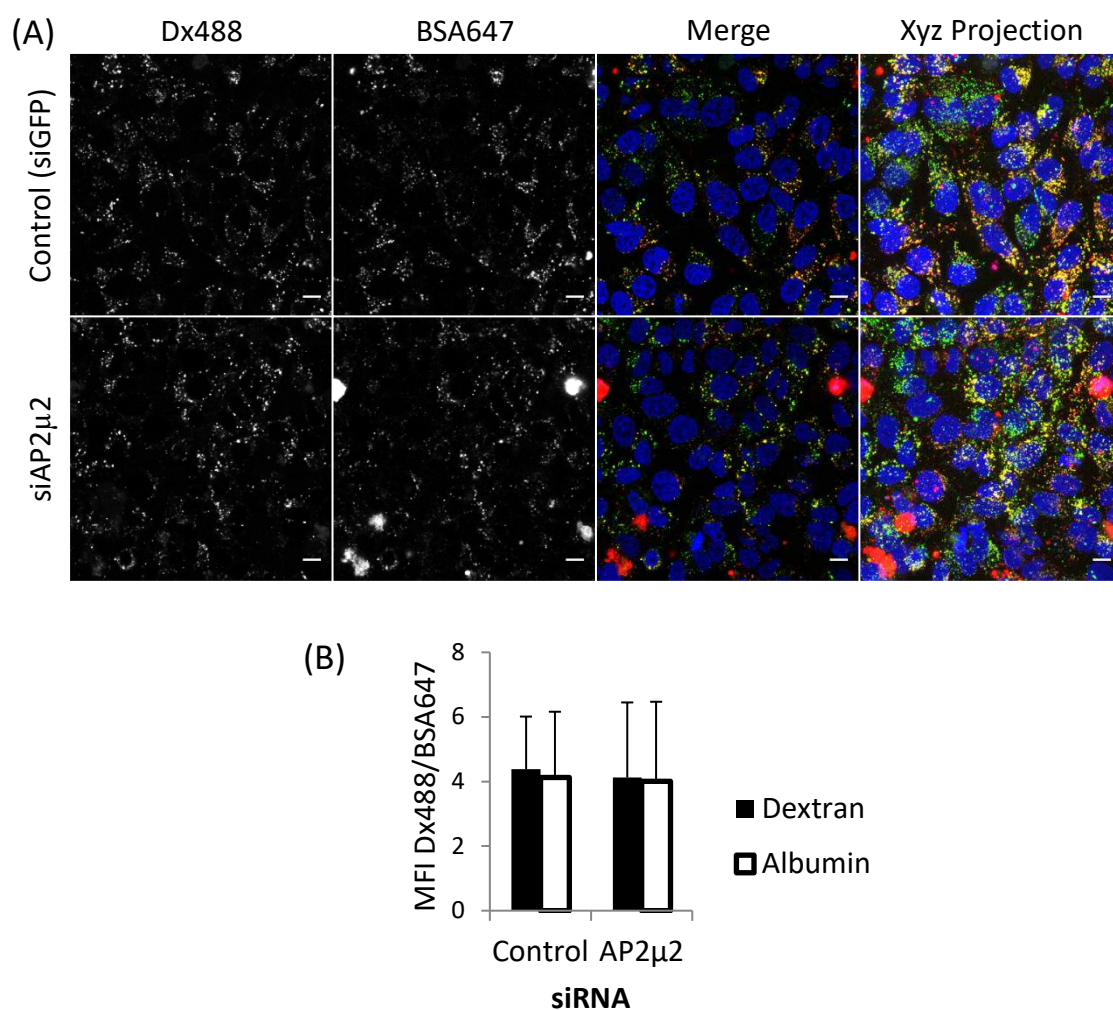 (A)
Dx488 BSA647 Merge Xyz Projection
Control (siGFP)
siAP2µ2
(B)
MFI Dx488/BSA647
8
6
4
2
0
Control AP2µ2
siRNA
Dextran
Albumin